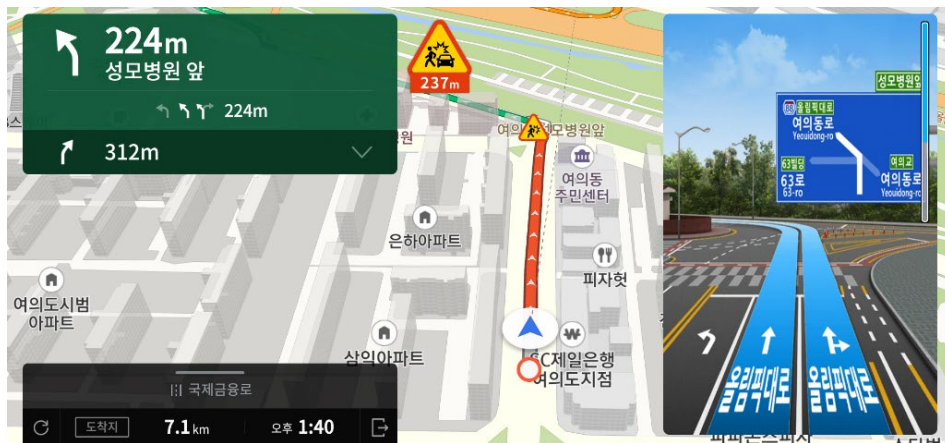 224m
성모병원 앞
224m
312m
237m
여의
성모병원앞
원
여의동
주민센터
은하아파트
피자헛
여의도시범
아파트
삼익아파트
SC제일은행
여의도지점
국제금융로
도착지
7.1 km
오후 1:40
성모병원앞
88 올림픽대로
여의동로
Yeouidong-ro
63빌딩
63로
63-ro
여의교
여의동로
Yeouidong-ro
올림픽대로
올림픽대로